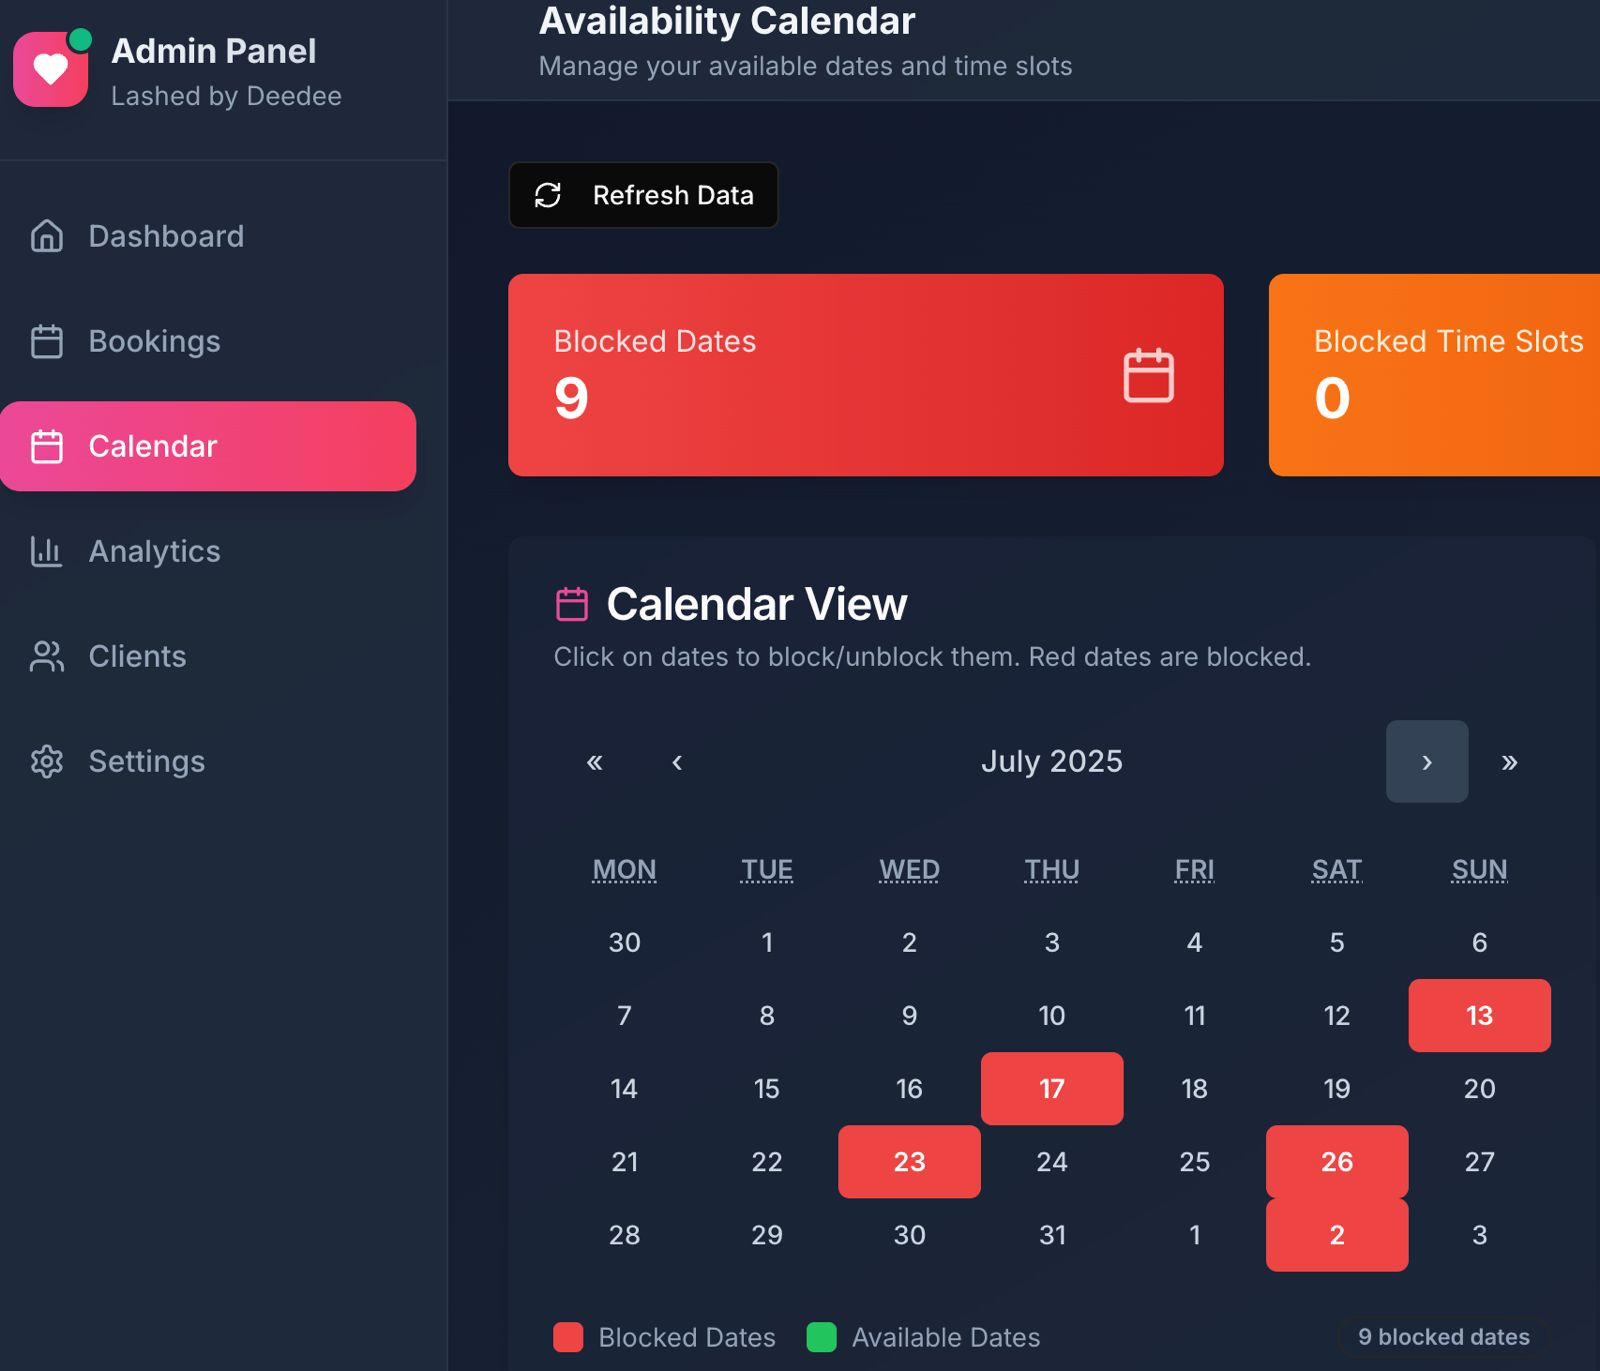 Admin Panel
Lashed by Deedee
Dashboard
Bookings
Calendar
Analytics
Clients
Settings
Availability Calendar
Manage your available dates and time slots
Refresh Data
Blocked Dates
9
Blocked Time Slots
0
Calendar View
Click on dates to block/unblock them. Red dates are blocked.
« ‹ July 2025 › »
MON TUE WED THU FRI SAT SUN
30 1 2 3 4 5 6
7 8 9 10 11 12 13
14 15 16 17 18 19 20
21 22 23 24 25 26 27
28 29 30 31 1 2 3
Blocked Dates Available Dates 9 blocked dates